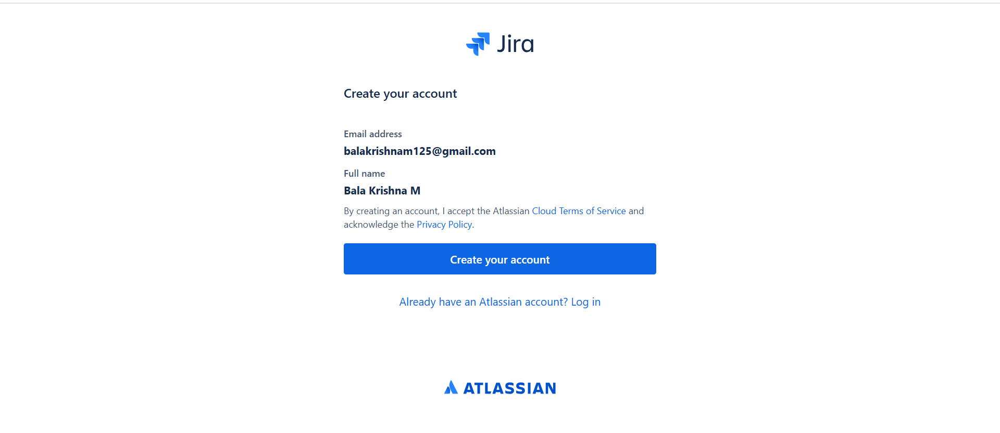 Jira
Create your account
Email address
balakrishnam125@gmail.com
Full name
Bala Krishna M
By creating an account, I accept the Atlassian Cloud Terms of Service and
acknowledge the Privacy Policy.
Create your account
Already have an Atlassian account? Log in
ATLASSIAN